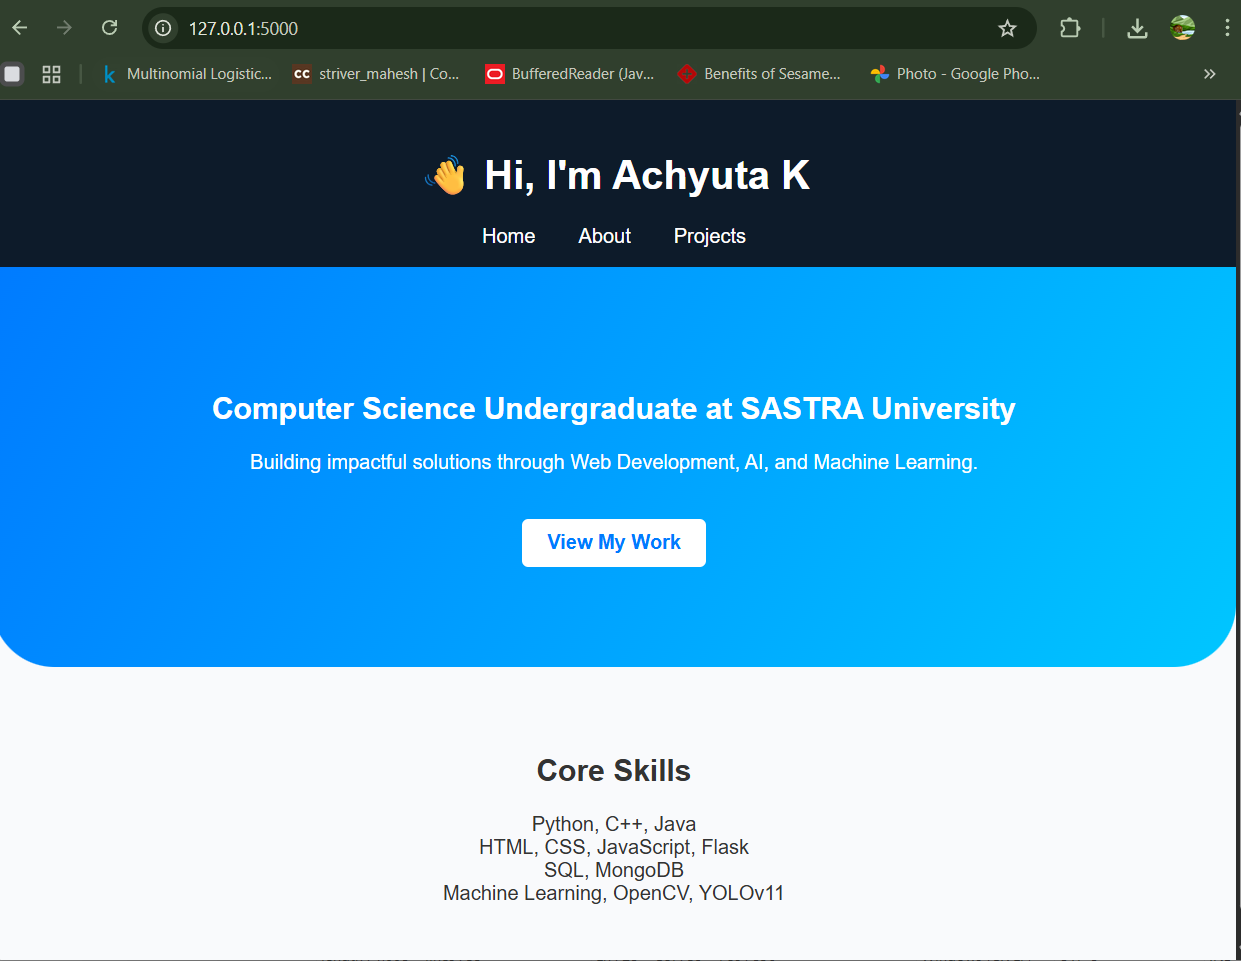 127.0.0.1:5000
Multinomial Logistic... striver_mahesh | Co... BufferedReader (Jav... Benefits of Sesame... Photo - Google Pho...
👋 Hi, I'm Achyuta K
Home About Projects
Computer Science Undergraduate at SASTRA University
Building impactful solutions through Web Development, AI, and Machine Learning.
View My Work
Core Skills
Python, C++, Java
HTML, CSS, JavaScript, Flask
SQL, MongoDB
Machine Learning, OpenCV, YOLOv11